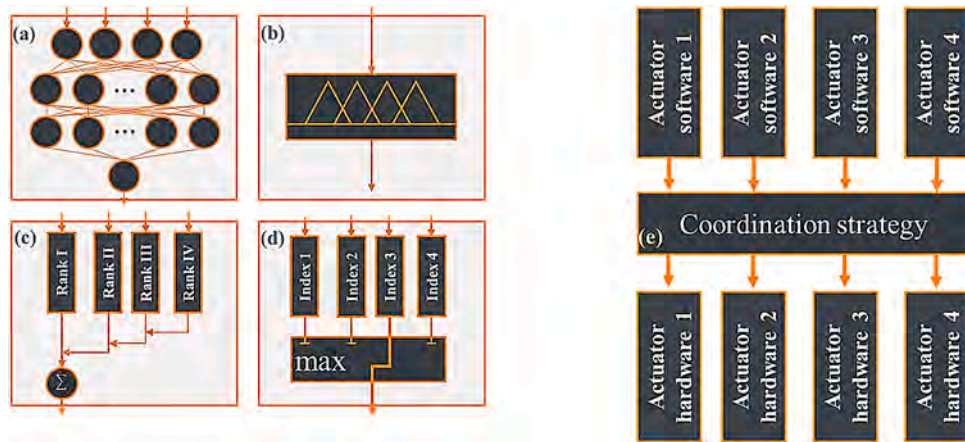 (a)
...
...
(b)
(c)
Rank I
Rank II
Rank III
Rank IV
Σ
(d)
Index 1
Index 2
Index 3
Index 4
max
Actuator
software 1
Actuator
software 2
Actuator
software 3
Actuator
software 4
(e)
Coordination strategy
Actuator
hardware 1
Actuator
hardware 2
Actuator
hardware 3
Actuator
hardware 4